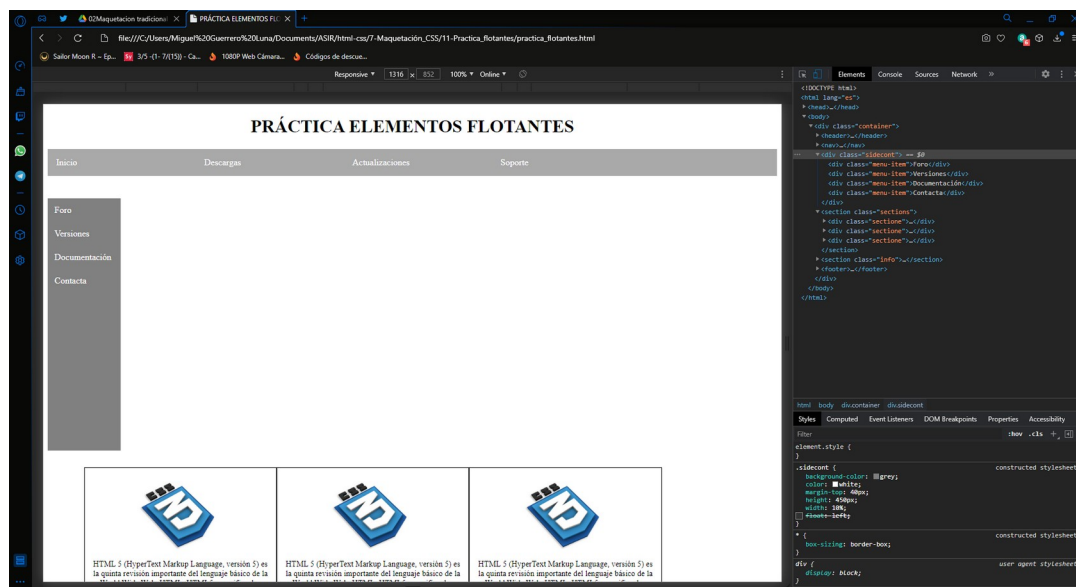 02Maquetacion tradicional
PRÁCTICA ELEMENTOS FLO
file:///C:/Users/Miguel%20Guerrero%20Luna/Documents/ASIR/html-css/7-Maquetación_CSS/11-Practica_flotantes/practica_flotantes.html
Sailor Moon R – Ep... 3/5 -(1- 7/(15)) - Ca... 1080P Web Cámara... Códigos de descue...
Responsive ▼ 1316 x 852 100% ▼ Online ▼
Elements Console Sources Network »
PRÁCTICA ELEMENTOS FLOTANTES
Inicio Descargas Actualizaciones Soporte
Foro
Versiones
Documentación
Contacta
HTML 5 (HyperText Markup Language, versión 5) es
la quinta revisión importante del lenguaje básico de la
HTML 5 (HyperText Markup Language, versión 5) es
la quinta revisión importante del lenguaje básico de la
HTML 5 (HyperText Markup Language, versión 5) es
la quinta revisión importante del lenguaje básico de la
<!DOCTYPE html>
<html lang="es">
▶<head>…</head>
▼<body>
▼<div class="container">
▶<header>…</header>
▶<nav>…</nav>
▼<div class="sidecont"> == $0
<div class="menu-item">Foro</div>
<div class="menu-item">Versiones</div>
<div class="menu-item">Documentación</div>
<div class="menu-item">Contacta</div>
</div>
▼<section class="sections">
▶<div class="sectione">…</div>
▶<div class="sectione">…</div>
▶<div class="sectione">…</div>
</section>
▶<section class="info">…</section>
▶<footer>…</footer>
</div>
</body>
</html>
html body div.container div.sidecont
Styles Computed Event Listeners DOM Breakpoints Properties Accessibility
Filter :hov .cls +
element.style {
}
.sidecont { constructed stylesheet
background-color: grey;
color: white;
margin-top: 40px;
height: 450px;
width: 10%;
float: left;
}
* { constructed stylesheet
box-sizing: border-box;
}
div { user agent stylesheet
display: block;
}